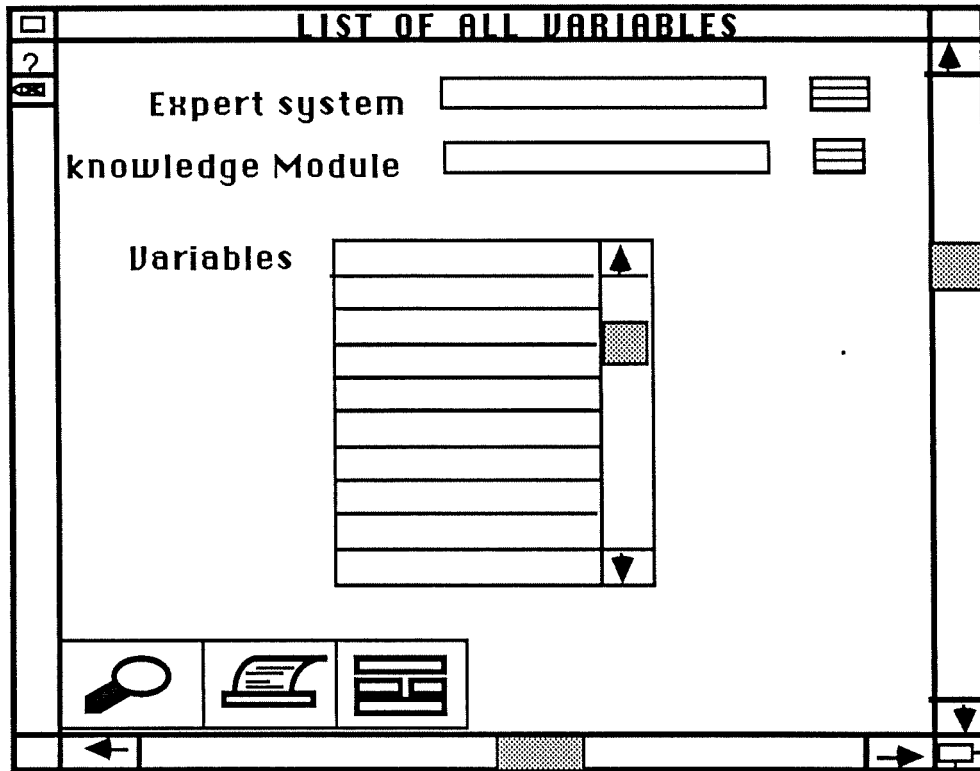 LIST OF ALL VARIABLES
?
Expert system
knowledge Module
Variables